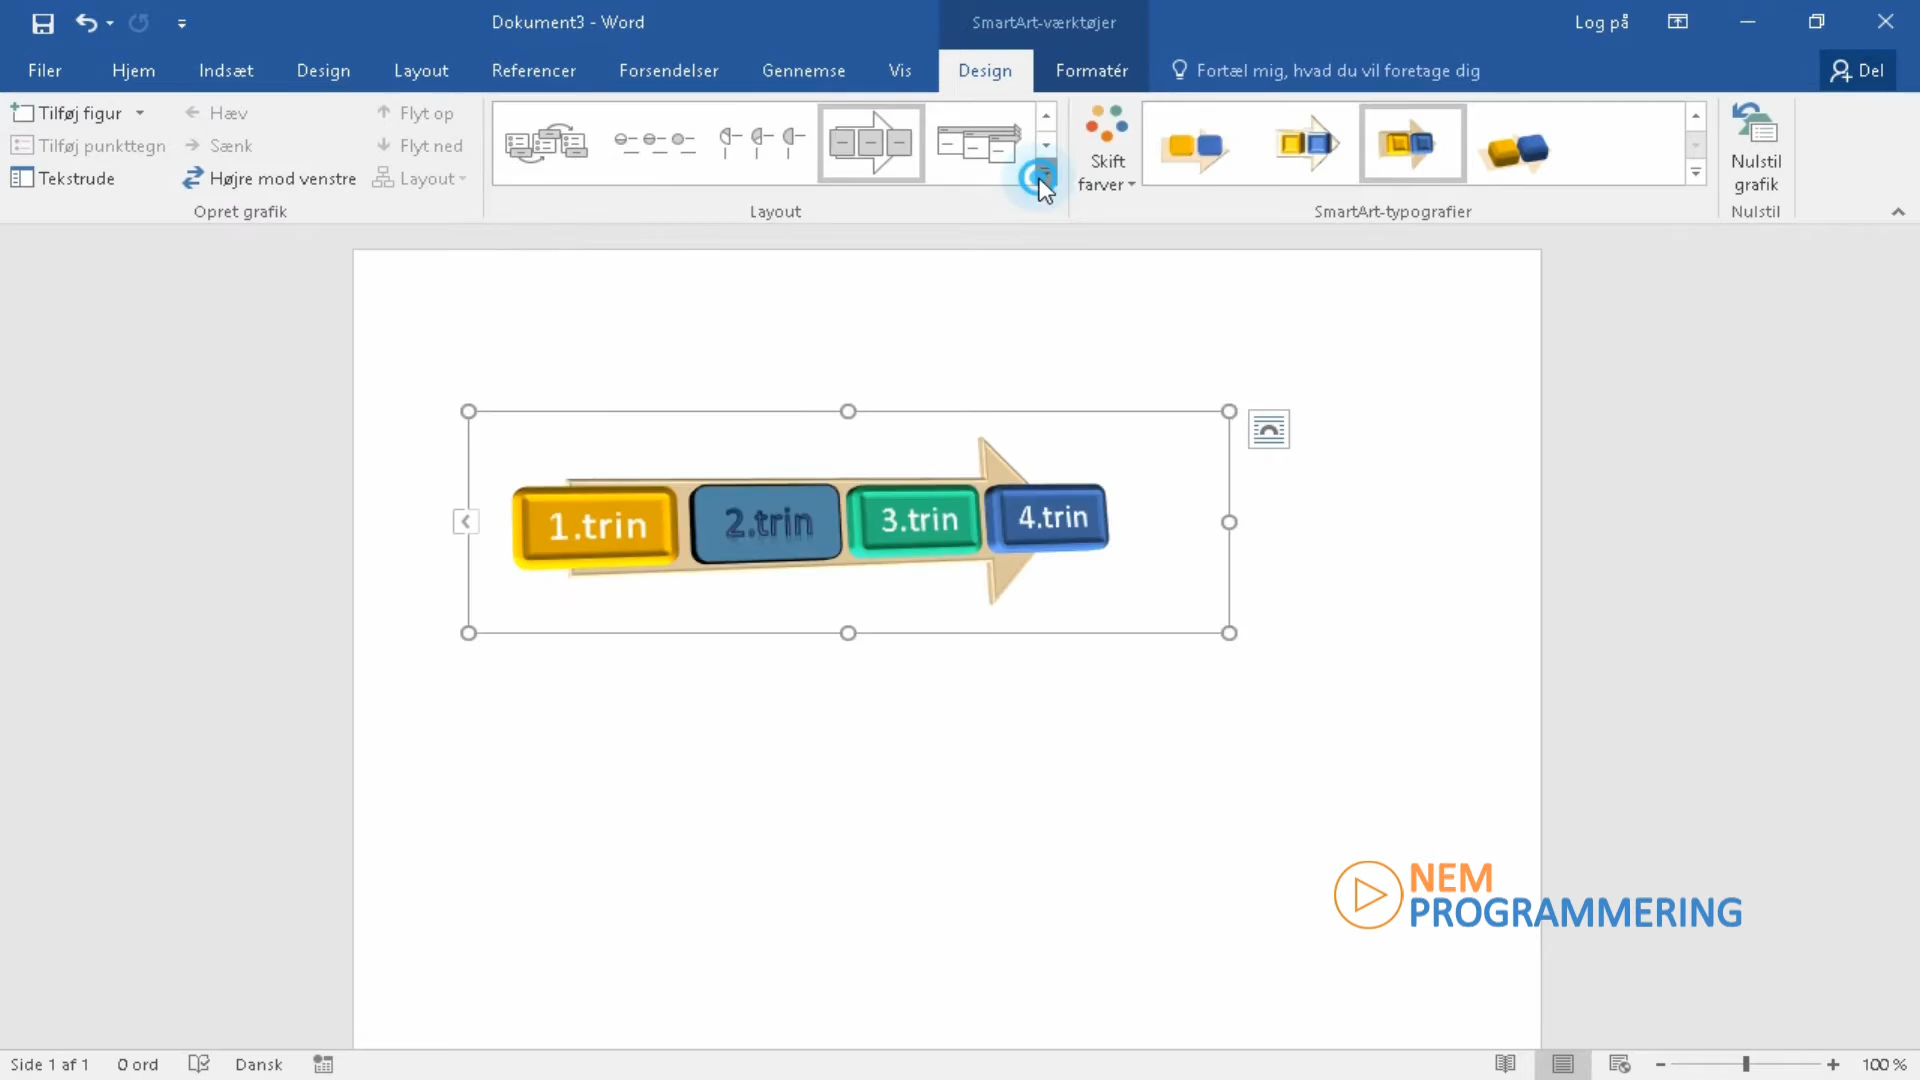 Dokument3 - Word
SmartArt-værktøjer
Log på
Filer
Hjem
Indsæt
Design
Layout
Referencer
Forsendelser
Gennemse
Vis
Design
Formatér
Fortæl mig, hvad du vil foretage dig
Del
Tilføj figur
Hæv
Flyt op
Tilføj punkttegn
Sænk
Flyt ned
Tekstrude
Højre mod venstre
Layout
Skift
farver
Nulstil
grafik
Opret grafik
Layout
SmartArt-typografier
Nulstil
1.trin
2.trin
3.trin
4.trin
NEM
PROGRAMMERING
Side 1 af 1
0 ord
Dansk
100 %